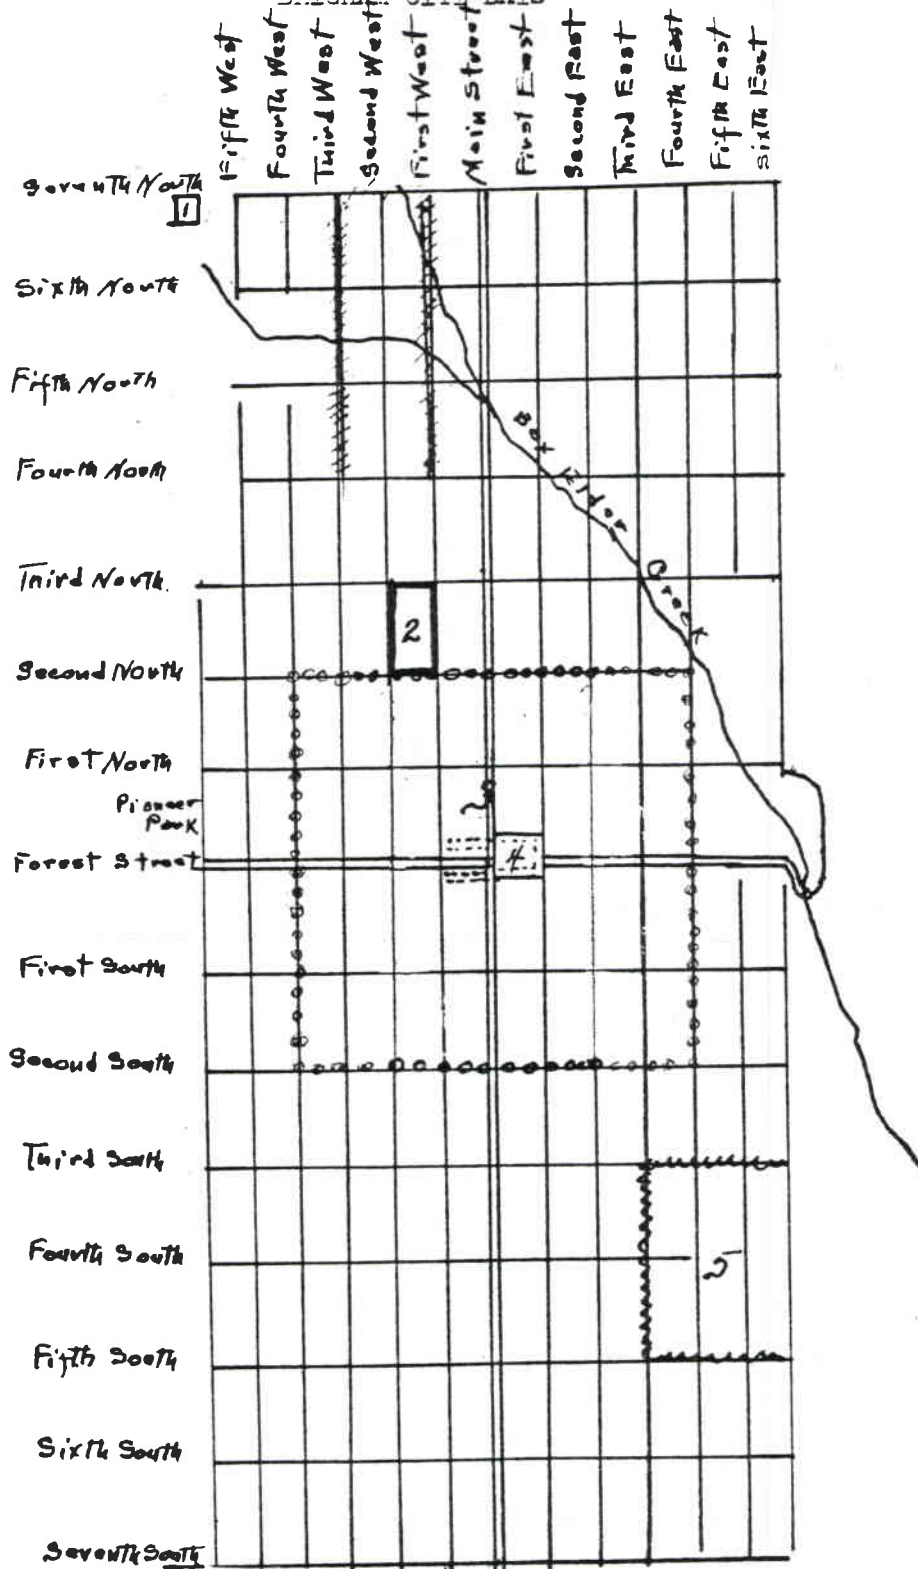 Fifth West
Fourth West
Third West
Second West
First West
Main Street
First East
Second East
Third East
Fourth East
Fifth East
Sixth East
Seventh North
1
Sixth North
Fifth North
Box Elder Creek
Fourth North
Third North
2
Second North
First North
Pioneer
Park
Forest Street
4
First South
Second South
Third South
Fourth South
5
Fifth South
Sixth South
Seventh South